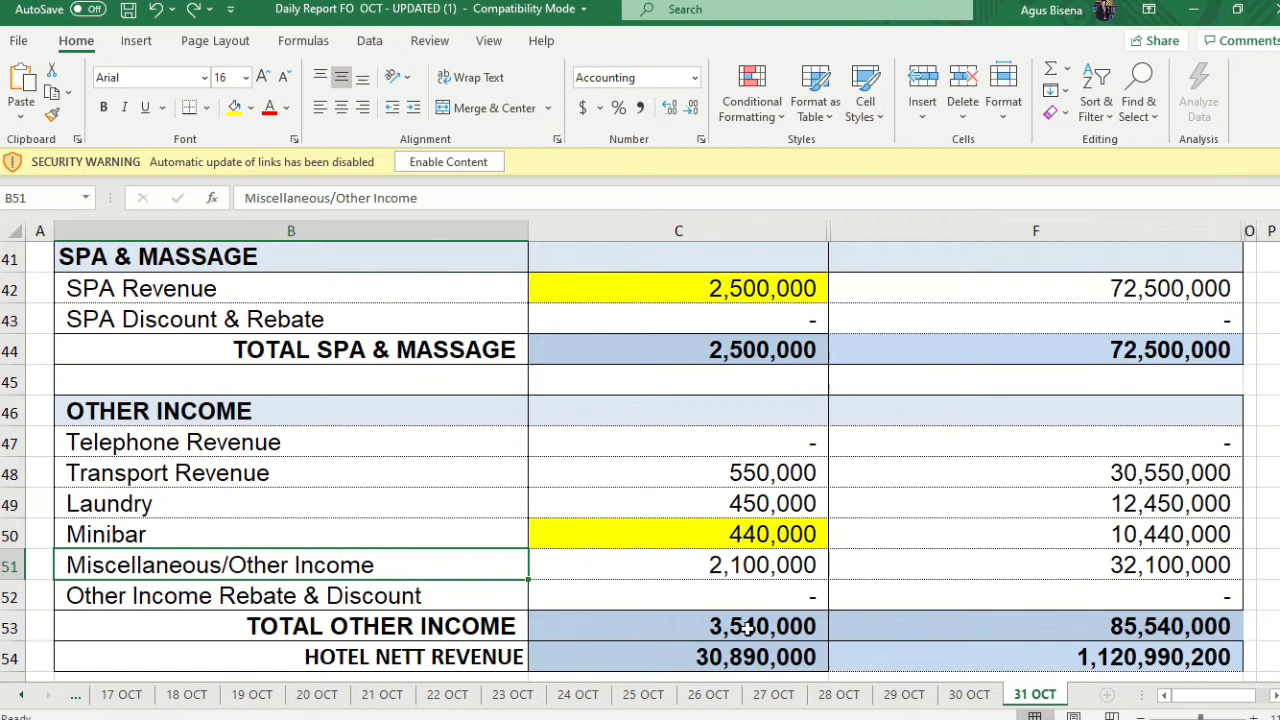 AutoSave Off Daily Report FO OCT - UPDATED (1) - Compatibility Mode Search Agus Bisena
File Home Insert Page Layout Formulas Data Review View Help Share Comments
Paste Arial 16 B I U Wrap Text Merge & Center Accounting $ % Conditional Formatting Format as Table Cell Styles Insert Delete Format Sort & Filter Find & Select Analyze Data
Clipboard Font Alignment Number Styles Cells Editing Analysis
SECURITY WARNING Automatic update of links has been disabled Enable Content
B51 fx Miscellaneous/Other Income
A B C F O P
41 SPA & MASSAGE
42 SPA Revenue 2,500,000 72,500,000
43 SPA Discount & Rebate - -
44 TOTAL SPA & MASSAGE 2,500,000 72,500,000
45
46 OTHER INCOME
47 Telephone Revenue - -
48 Transport Revenue 550,000 30,550,000
49 Laundry 450,000 12,450,000
50 Minibar 440,000 10,440,000
51 Miscellaneous/Other Income 2,100,000 32,100,000
52 Other Income Rebate & Discount - -
53 TOTAL OTHER INCOME 3,540,000 85,540,000
54 HOTEL NETT REVENUE 30,890,000 1,120,990,200
... 17 OCT 18 OCT 19 OCT 20 OCT 21 OCT 22 OCT 23 OCT 24 OCT 25 OCT 26 OCT 27 OCT 28 OCT 29 OCT 30 OCT 31 OCT